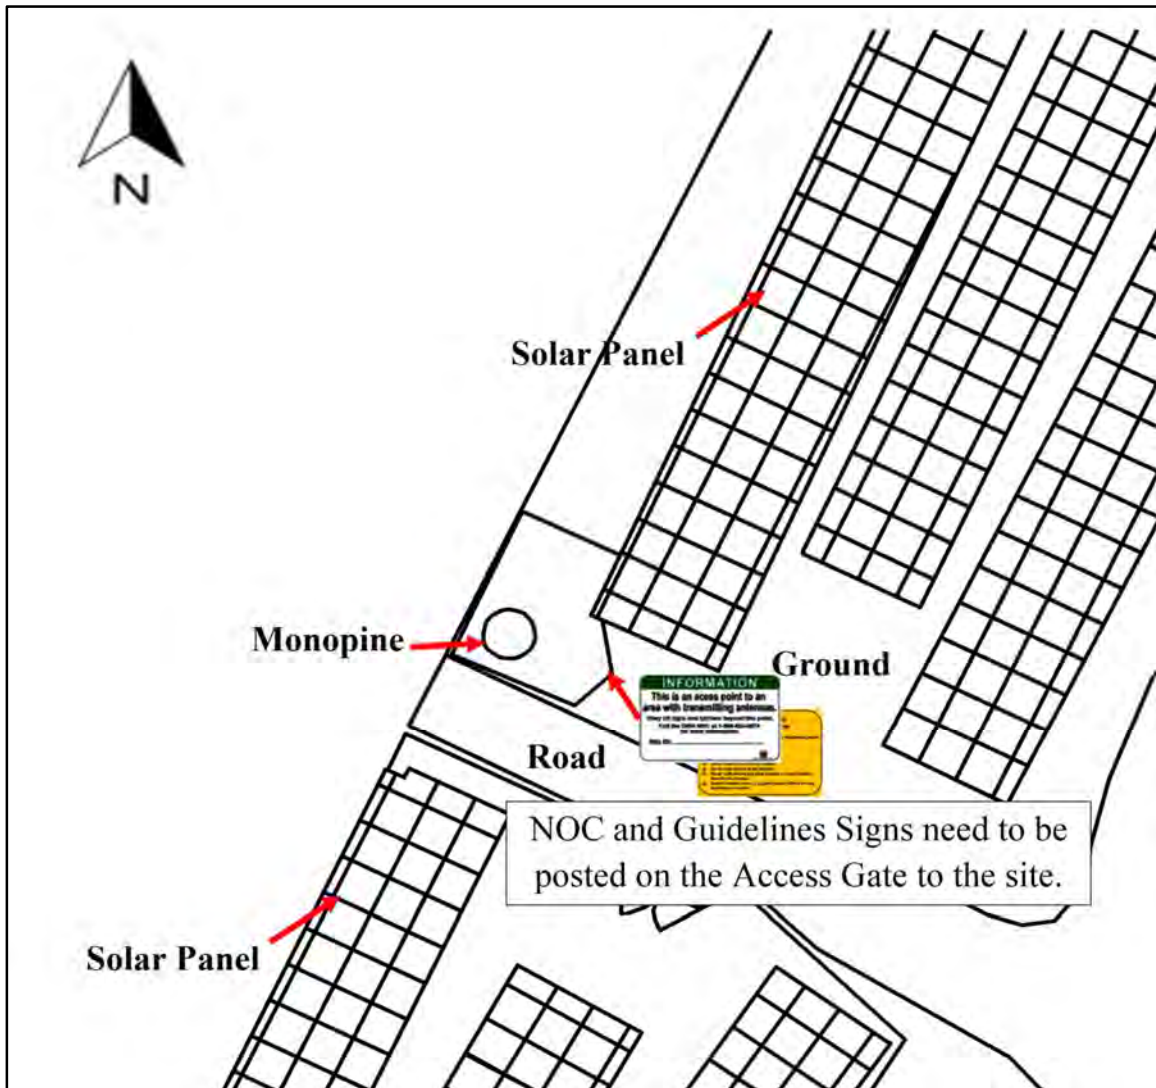 N
Solar Panel
Monopine
Ground
INFORMATION
This is an acess point to an
area with transmitting antennas.
Road
NOC and Guidelines Signs need to be
posted on the Access Gate to the site.
Solar Panel